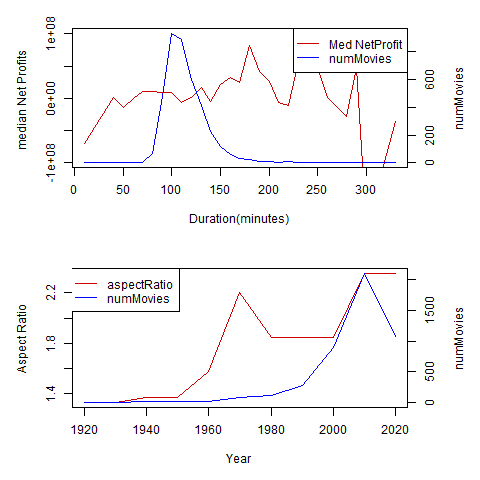 Med NetProfit
numMovies
median Net Profits
-1e+08 0e+00 1e+08
0 200 600
numMovies
0 50 100 150 200 250 300
Duration(minutes)
aspectRatio
numMovies
Aspect Ratio
1.4 1.8 2.2
0 500 1500
numMovies
1920 1940 1960 1980 2000 2020
Year